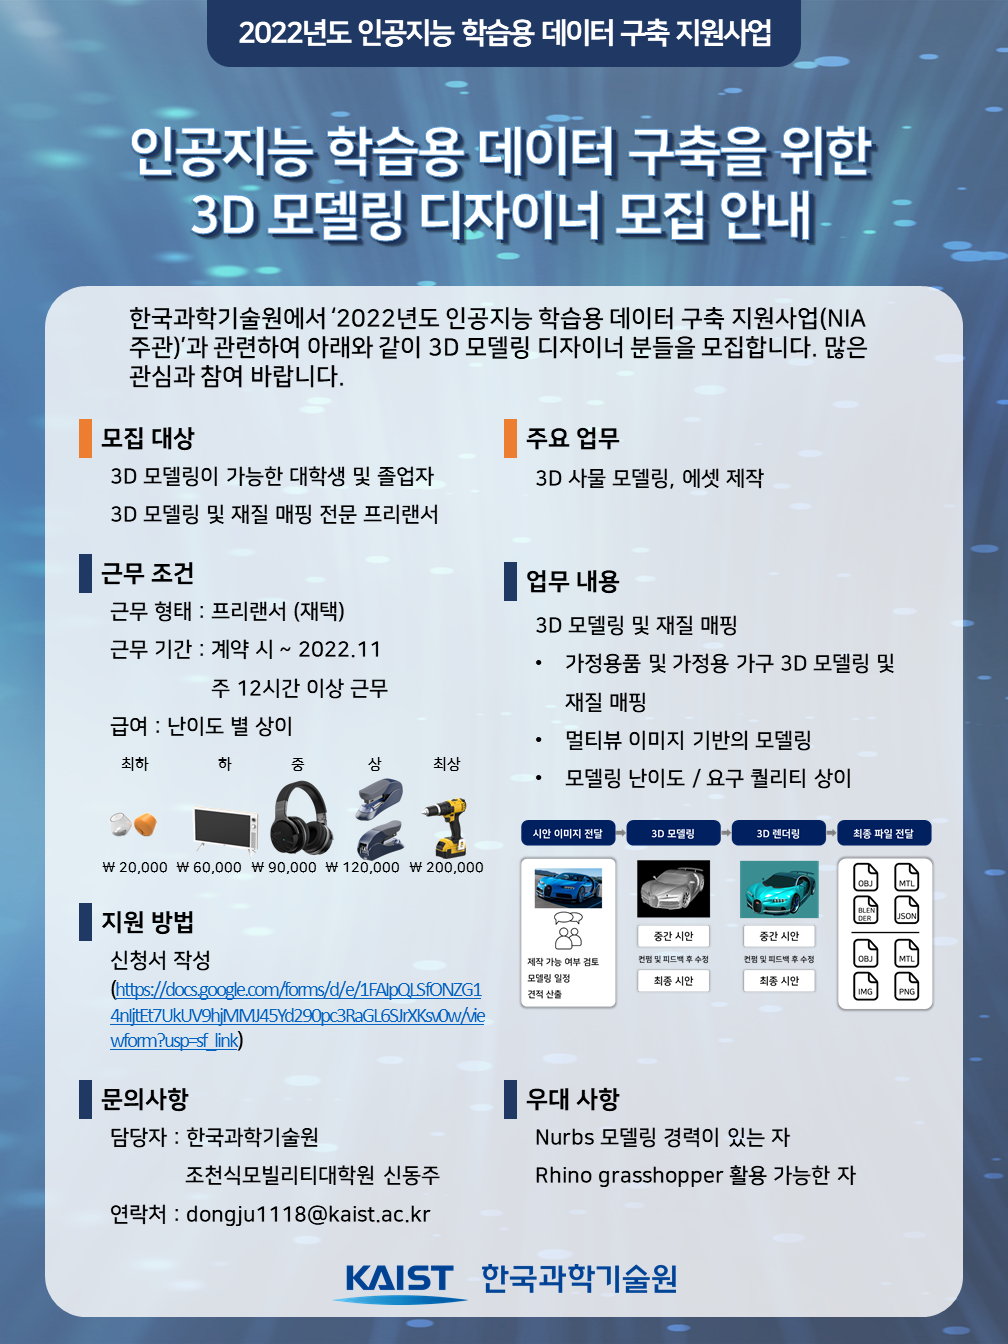 2022년도 인공지능 학습용 데이터 구축 지원사업
인공지능 학습용 데이터 구축을 위한
3D 모델링 디자이너 모집 안내
한국과학기술원에서 ‘2022년도 인공지능 학습용 데이터 구축 지원사업(NIA
주관)’과 관련하여 아래와 같이 3D 모델링 디자이너 분들을 모집합니다. 많은
관심과 참여 바랍니다.
모집 대상
3D 모델링이 가능한 대학생 및 졸업자
3D 모델링 및 재질 매핑 전문 프리랜서
근무 조건
근무 형태 : 프리랜서 (재택)
근무 기간 : 계약 시 ~ 2022.11
주 12시간 이상 근무
급여 : 난이도 별 상이
최하 하 중 상 최상
₩ 20,000 ₩ 60,000 ₩ 90,000 ₩ 120,000 ₩ 200,000
지원 방법
신청서 작성
(https://docs.google.com/forms/d/e/1FAIpQLSfONZG1
4nIjtEt7UkUV9hjMMJ45Yd290pc3RaGL6SJrXKsv0w/vie
wform?usp=sf_link)
문의사항
담당자 : 한국과학기술원
조천식모빌리티대학원 신동주
연락처 : dongju1118@kaist.ac.kr
주요 업무
3D 사물 모델링, 에셋 제작
업무 내용
3D 모델링 및 재질 매핑
• 가정용품 및 가정용 가구 3D 모델링 및
재질 매핑
• 멀티뷰 이미지 기반의 모델링
• 모델링 난이도 / 요구 퀄리티 상이
시안 이미지 전달 3D 모델링 3D 렌더링 최종 파일 전달
제작 가능 여부 검토
모델링 일정
견적 산출
중간 시안
컨펌 및 피드백 후 수정
최종 시안
중간 시안
컨펌 및 피드백 후 수정
최종 시안
OBJ MTL
BLEN
DER JSON
OBJ MTL
IMG PNG
우대 사항
Nurbs 모델링 경력이 있는 자
Rhino grasshopper 활용 가능한 자
KAIST 한국과학기술원